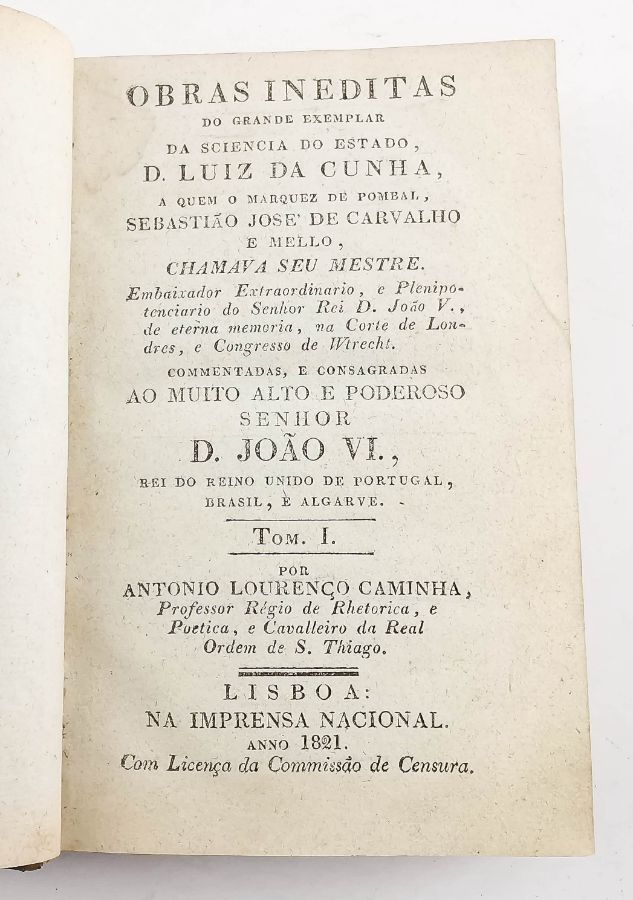 OBRAS INEDITAS
DO GRANDE EXEMPLAR
DA SCIENCIA DO ESTADO,
D. LUIZ DA CUNHA,
A QUEM O MARQUEZ DE POMBAL,
SEBASTIÃO JOSE' DE CARVALHO
E MELLO,
CHAMAVA SEU MESTRE.
Embaixador Extraordinario, e Plenipo-
tenciario do Senhor Rei D. João V.,
de eterna memoria, na Corte de Lon-
dres, e Congresso de Wtrecht.
COMMENTADAS, E CONSAGRADAS
AO MUITO ALTO E PODEROSO
SENHOR
D. JOÃO VI.,
REI DO REINO UNIDO DE PORTUGAL,
BRASIL, E ALGARVE.
TOM. I.
POR
ANTONIO LOURENÇO CAMINHA,
Professor Régio de Rhetorica, e
Poetica, e Cavalleiro da Real
Ordem de S. Thiago.
LISBOA:
NA IMPRENSA NACIONAL.
ANNO 1821.
Com Licença da Commissão de Censura.